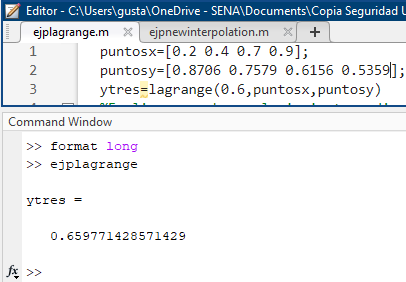 Editor - C:\Users\gusta\OneDrive - SENA\Documents\Copia Seguridad U
ejplagrange.m × ejpnewinterpolation.m × +
1 puntosx=[0.2 0.4 0.7 0.9];
2 puntosy=[0.8706 0.7579 0.6156 0.5359];
3 ytres=lagrange(0.6,puntosx,puntosy)
Command Window
>> format long
>> ejplagrange
ytres =
0.659771428571429
fx >>